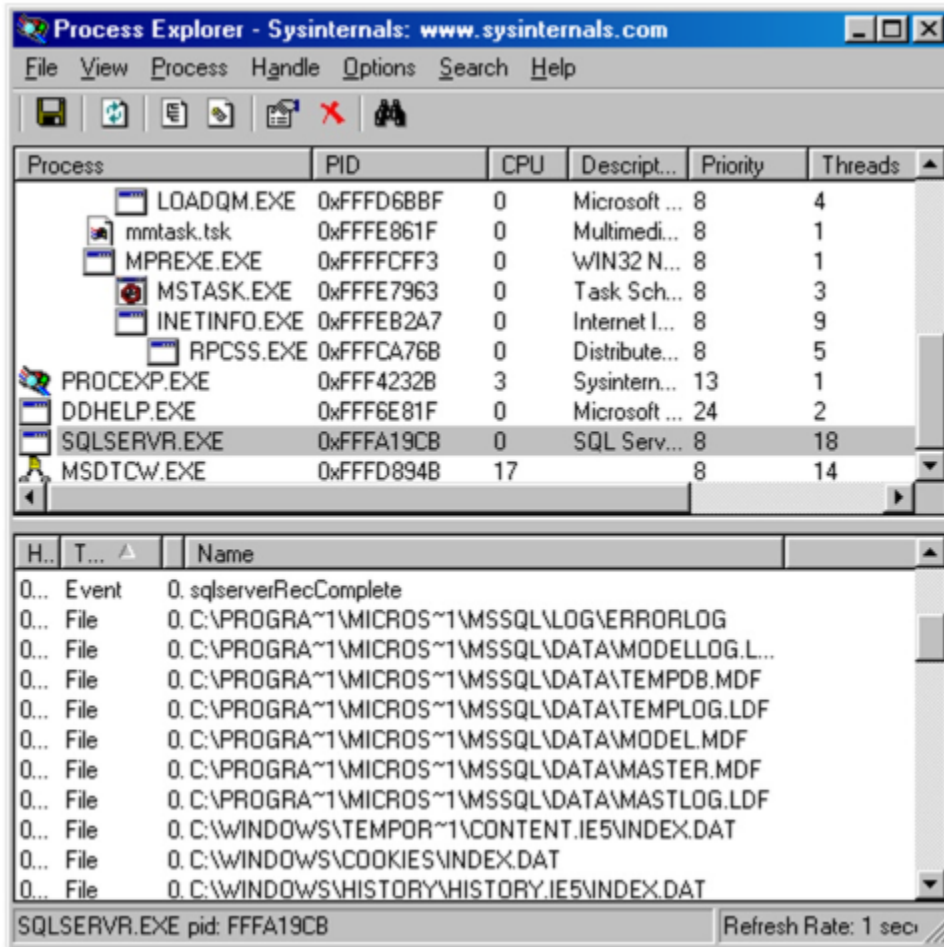 Process Explorer - Sysinternals: www.sysinternals.com
File View Process Handle Options Search Help
Process PID CPU Descript... Priority Threads
LOADQM.EXE 0xFFFD6BBF 0 Microsoft ... 8 4
mmtask.tsk 0xFFFE861F 0 Multimedi... 8 1
MPREXE.EXE 0xFFFFCFF3 0 WIN32 N... 8 1
MSTASK.EXE 0xFFFE7963 0 Task Sch... 8 3
INETINFO.EXE 0xFFFEB2A7 0 Internet I... 8 9
RPCSS.EXE 0xFFFCA76B 0 Distribute... 8 5
PROCEXP.EXE 0xFFF4232B 3 Sysintern... 13 1
DDHELP.EXE 0xFFF6E81F 0 Microsoft ... 24 2
SQLSERVR.EXE 0xFFFA19CB 0 SQL Serv... 8 18
MSDTCW.EXE 0xFFFD894B 17 8 14
H.. T... Name
0... Event 0. sqlserverRecComplete
0... File 0. C:\PROGRA~1\MICROS~1\MSSQL\LOG\ERRORLOG
0... File 0. C:\PROGRA~1\MICROS~1\MSSQL\DATA\MODELLOG.L...
0... File 0. C:\PROGRA~1\MICROS~1\MSSQL\DATA\TEMPDB.MDF
0... File 0. C:\PROGRA~1\MICROS~1\MSSQL\DATA\TEMPLOG.LDF
0... File 0. C:\PROGRA~1\MICROS~1\MSSQL\DATA\MODEL.MDF
0... File 0. C:\PROGRA~1\MICROS~1\MSSQL\DATA\MASTER.MDF
0... File 0. C:\PROGRA~1\MICROS~1\MSSQL\DATA\MASTLOG.LDF
0... File 0. C:\WINDOWS\TEMPOR~1\CONTENT.IE5\INDEX.DAT
0... File 0. C:\WINDOWS\COOKIES\INDEX.DAT
0... File 0. C:\WINDOWS\HISTORY\HISTORY.IE5\INDEX.DAT
SQLSERVR.EXE pid: FFFA19CB Refresh Rate: 1 sec